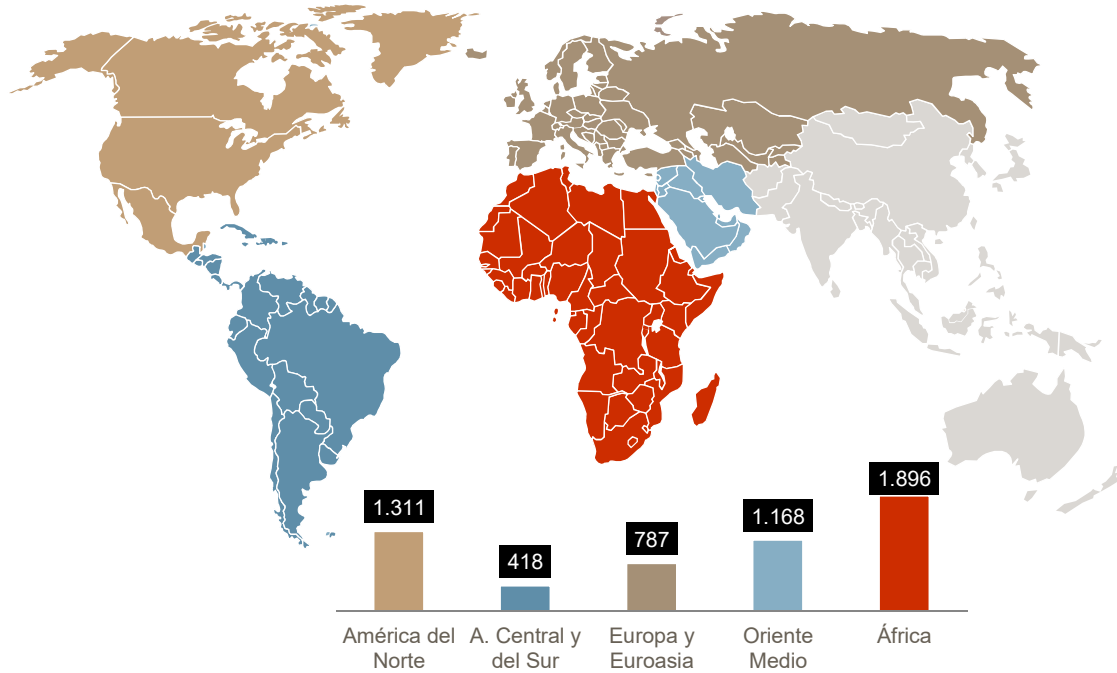 1.311
418
787
1.168
1.896
América del
Norte
A. Central y
del Sur
Europa y
Euroasia
Oriente
Medio
África